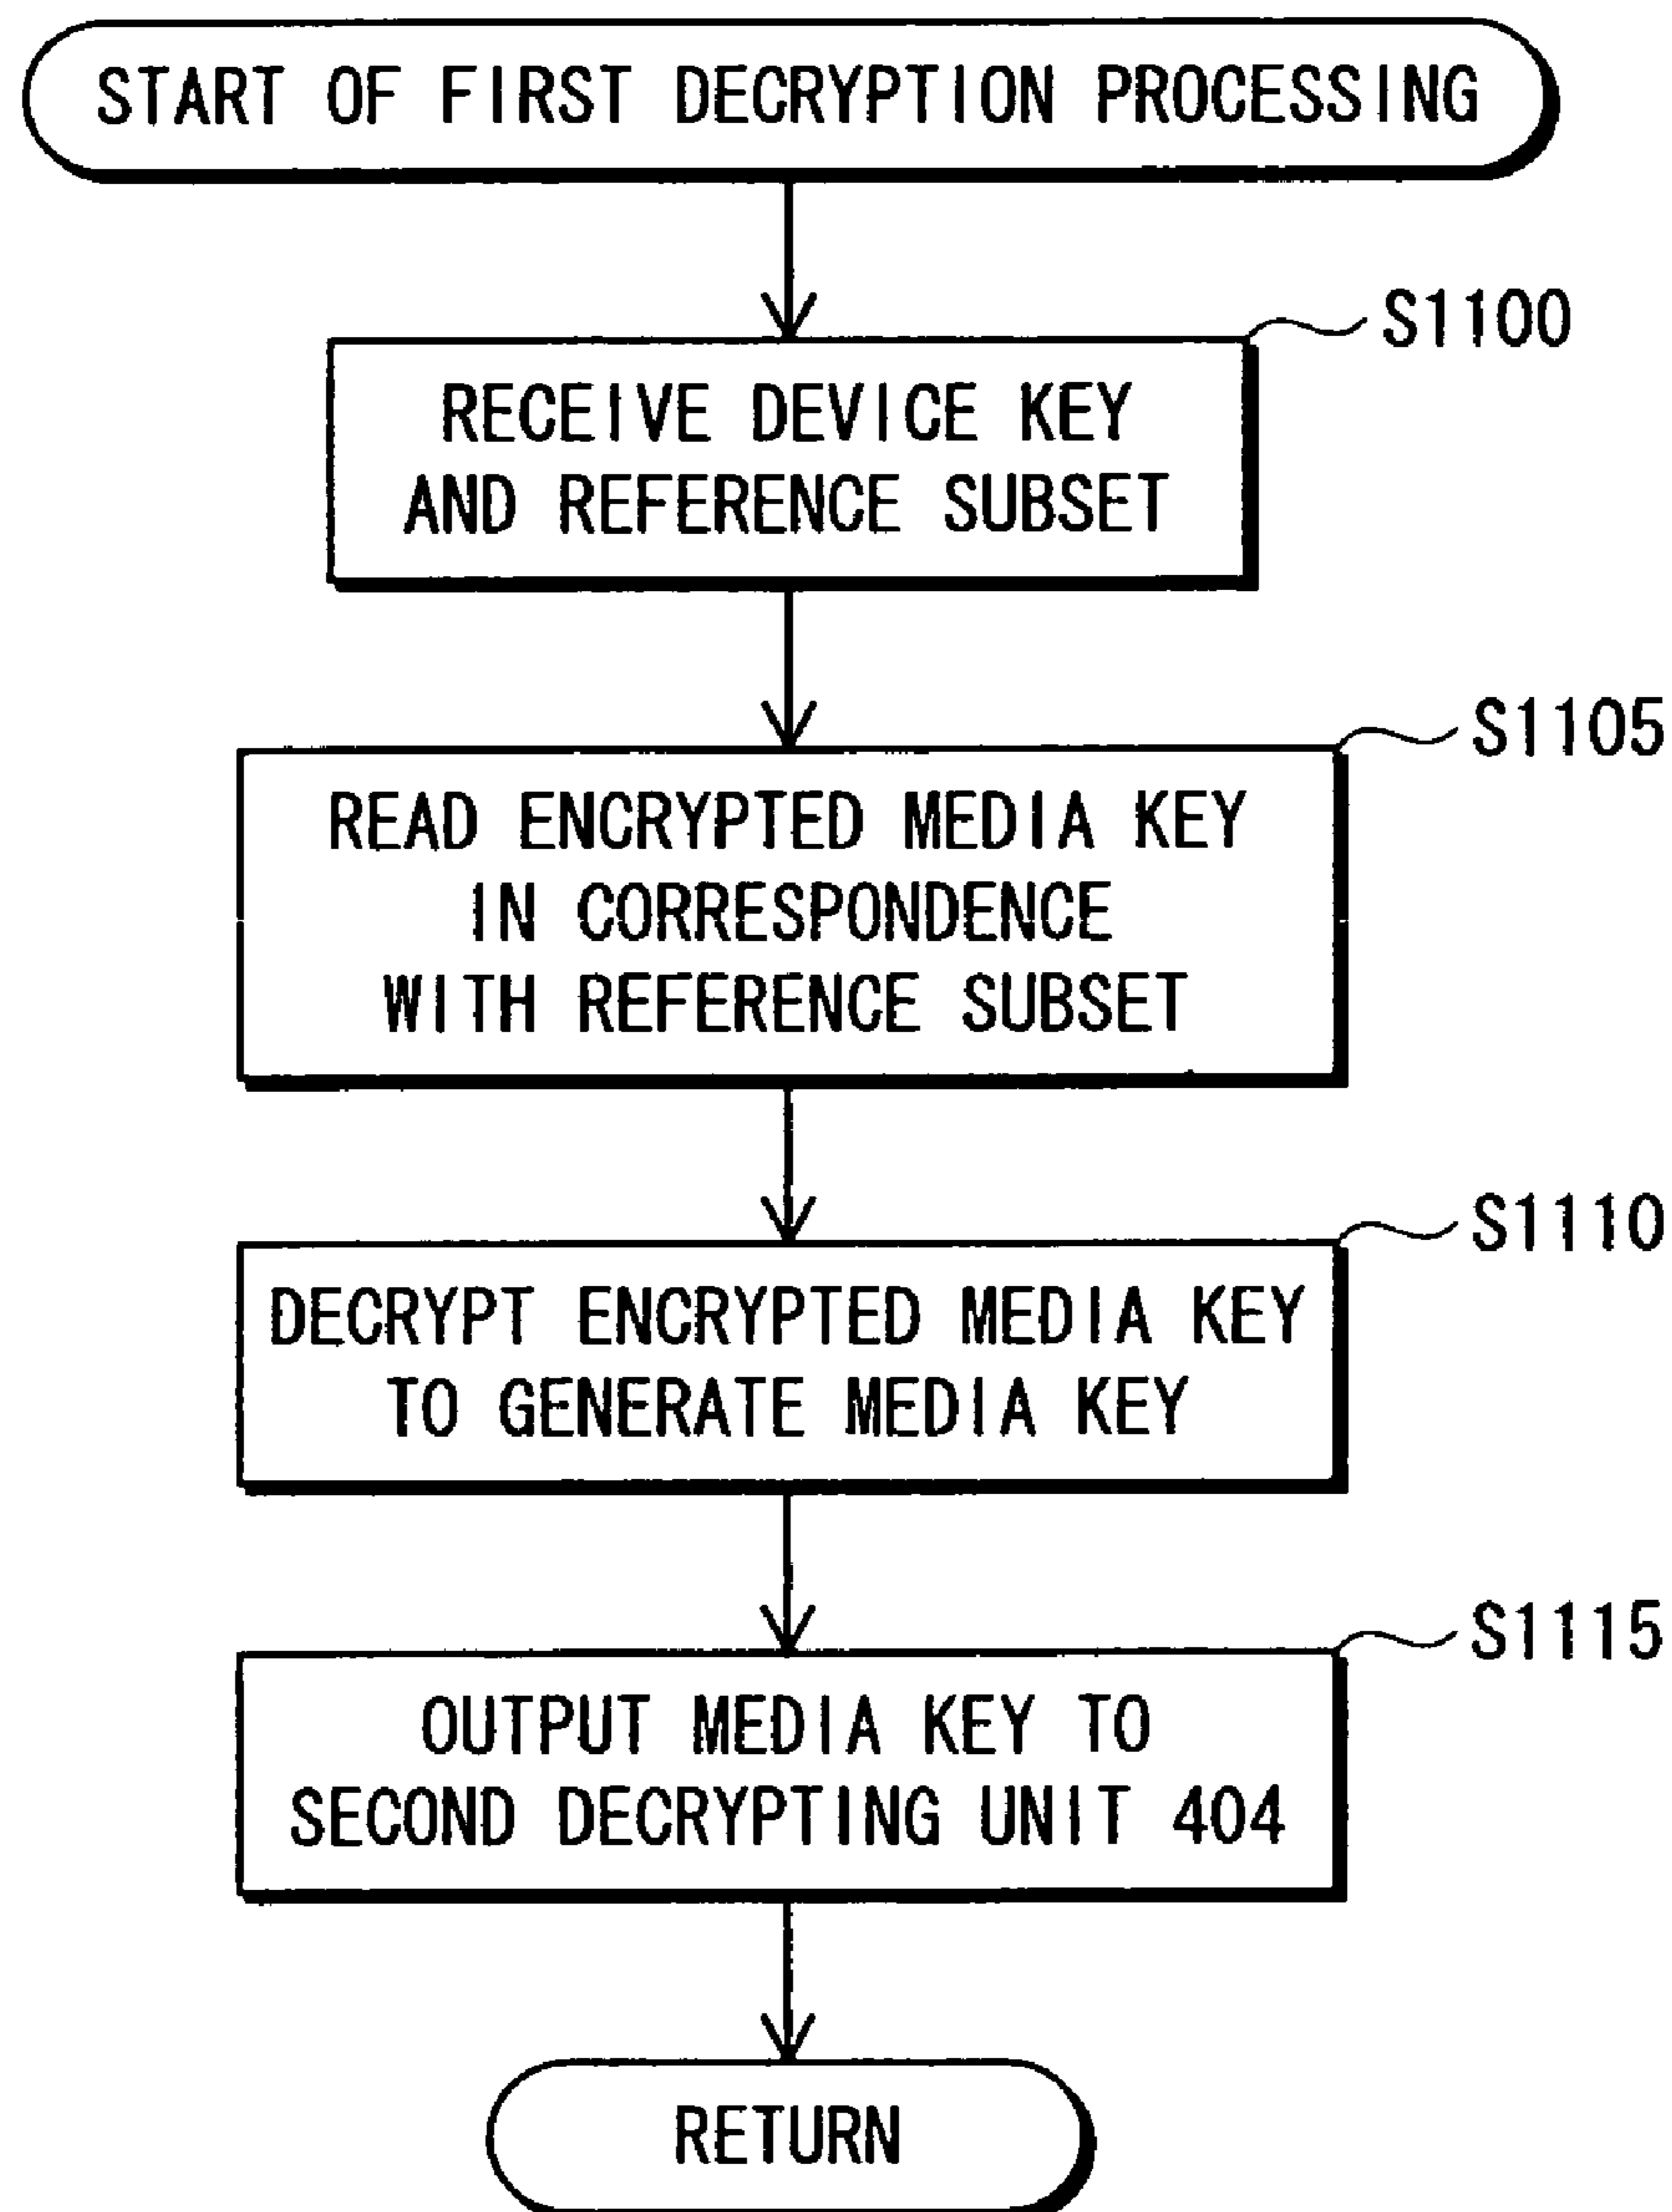 START OF FIRST DECRYPTION PROCESSING
S1100
RECEIVE DEVICE KEY
AND REFERENCE SUBSET
S1105
READ ENCRYPTED MEDIA KEY
IN CORRESPONDENCE
WITH REFERENCE SUBSET
S1110
DECRYPT ENCRYPTED MEDIA KEY
TO GENERATE MEDIA KEY
S1115
OUTPUT MEDIA KEY TO
SECOND DECRYPTING UNIT 404
RETURN